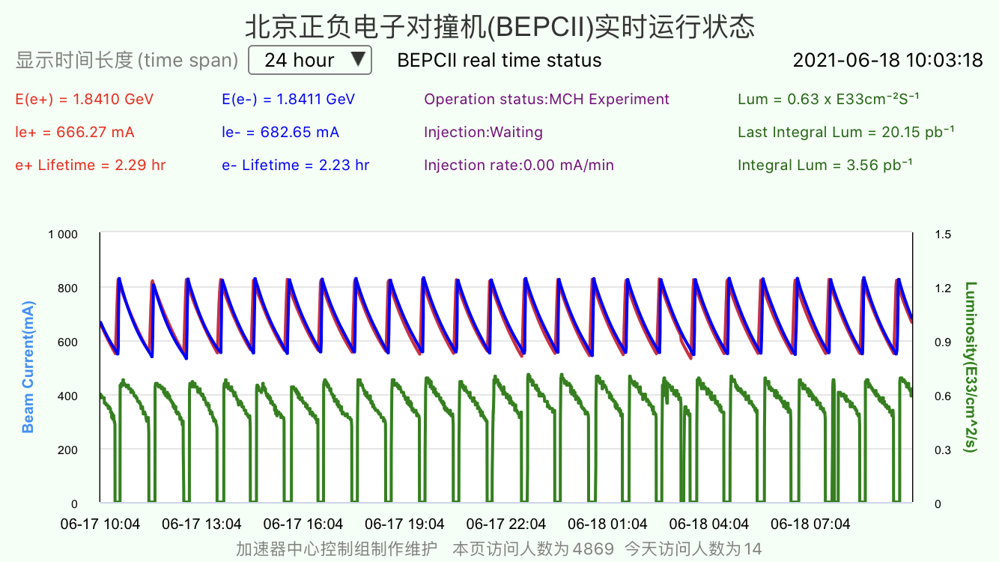 北京正负电子对撞机(BEPCII)实时运行状态
显示时间长度(time span) 24 hour ▼ BEPCII real time status 2021-06-18 10:03:18
E(e+) = 1.8410 GeV E(e-) = 1.8411 GeV Operation status:MCH Experiment Lum = 0.63 x E33cm⁻²S⁻¹
Ie+ = 666.27 mA Ie- = 682.65 mA Injection:Waiting Last Integral Lum = 20.15 pb⁻¹
e+ Lifetime = 2.29 hr e- Lifetime = 2.23 hr Injection rate:0.00 mA/min Integral Lum = 3.56 pb⁻¹
1 000 1.5
800 1.2
600 0.9
400 0.6
200 0.3
0 0
Beam Current(mA)
Luminosity(E33/cm^2/s)
06-17 10:04 06-17 13:04 06-17 16:04 06-17 19:04 06-17 22:04 06-18 01:04 06-18 04:04 06-18 07:04
加速器中心控制组制作维护 本页访问人数为4869 今天访问人数为14